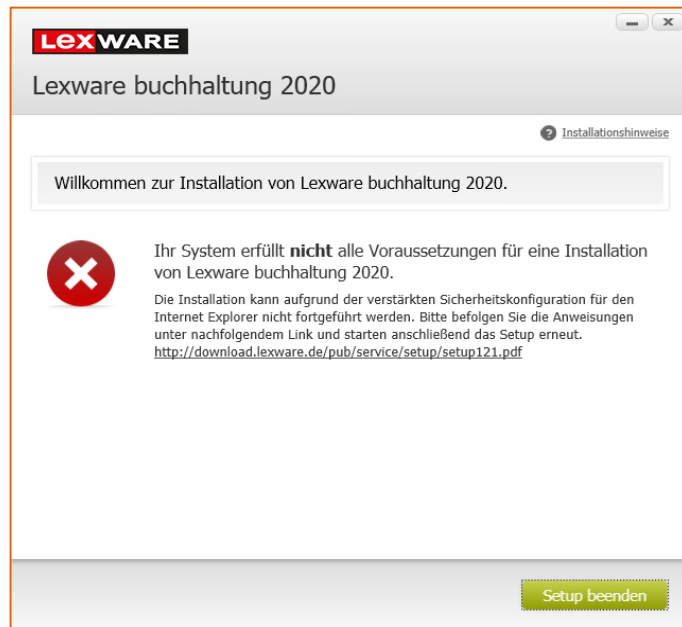 LEXWARE
Lexware buchhaltung 2020
? Installationshinweise
Willkommen zur Installation von Lexware buchhaltung 2020.
Ihr System erfüllt nicht alle Voraussetzungen für eine Installation
von Lexware buchhaltung 2020.
Die Installation kann aufgrund der verstärkten Sicherheitskonfiguration für den
Internet Explorer nicht fortgeführt werden. Bitte befolgen Sie die Anweisungen
unter nachfolgendem Link und starten anschließend das Setup erneut.
http://download.lexware.de/pub/service/setup/setup121.pdf
Setup beenden